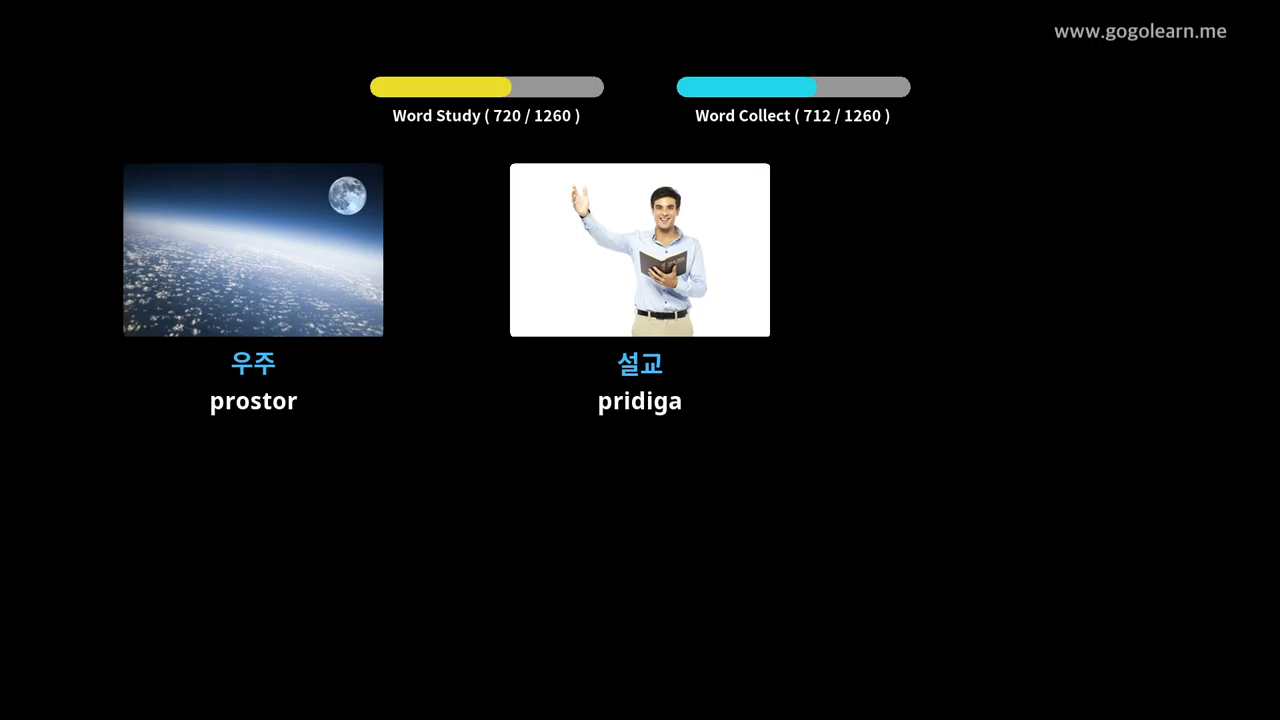 www.gogolearn.me
Word Study ( 720 / 1260 )
Word Collect ( 712 / 1260 )
우주
prostor
설교
pridiga